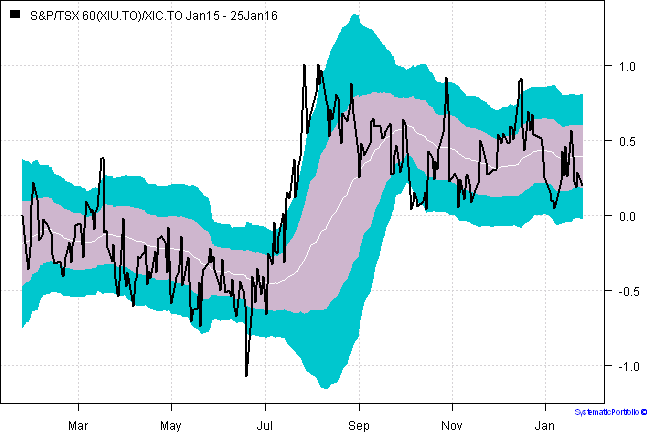 S&P/TSX 60(XIU.TO)/XIC.TO Jan15 - 25Jan16
1.0
0.5
0.0
-0.5
-1.0
Mar May Jul Sep Nov Jan
SystematicPortfolio ©